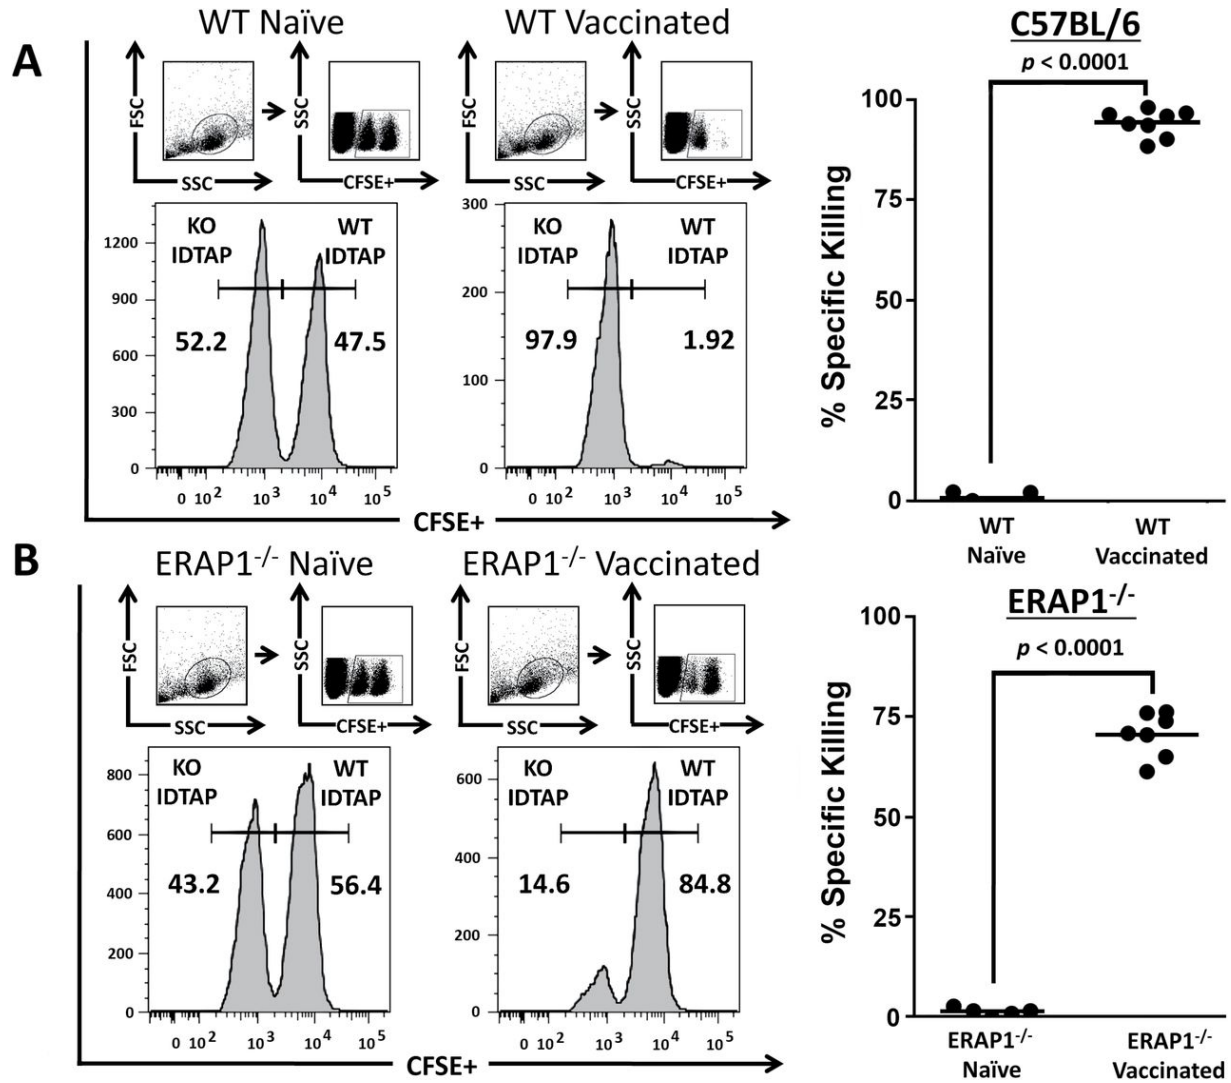 A
WT Naïve
WT Vaccinated
FSC
SSC
SSC
CFSE+
FSC
SSC
SSC
CFSE+
KO IDTAP
WT IDTAP
52.2
47.5
1200
900
600
300
0
0 10² 10³ 10⁴ 10⁵
KO IDTAP
WT IDTAP
97.9
1.92
300
200
100
0
0 10² 10³ 10⁴ 10⁵
CFSE+
C57BL/6
p < 0.0001
% Specific Killing
100
75
50
25
0
WT
Naïve
WT
Vaccinated
B
ERAP1-/- Naïve
ERAP1-/- Vaccinated
FSC
SSC
SSC
CFSE+
FSC
SSC
SSC
CFSE+
KO IDTAP
WT IDTAP
43.2
56.4
800
600
400
200
0
0 10² 10³ 10⁴ 10⁵
KO IDTAP
WT IDTAP
14.6
84.8
600
400
200
0
0 10² 10³ 10⁴ 10⁵
CFSE+
ERAP1-/-
p < 0.0001
% Specific Killing
100
75
50
25
0
ERAP1-/-
Naïve
ERAP1-/-
Vaccinated